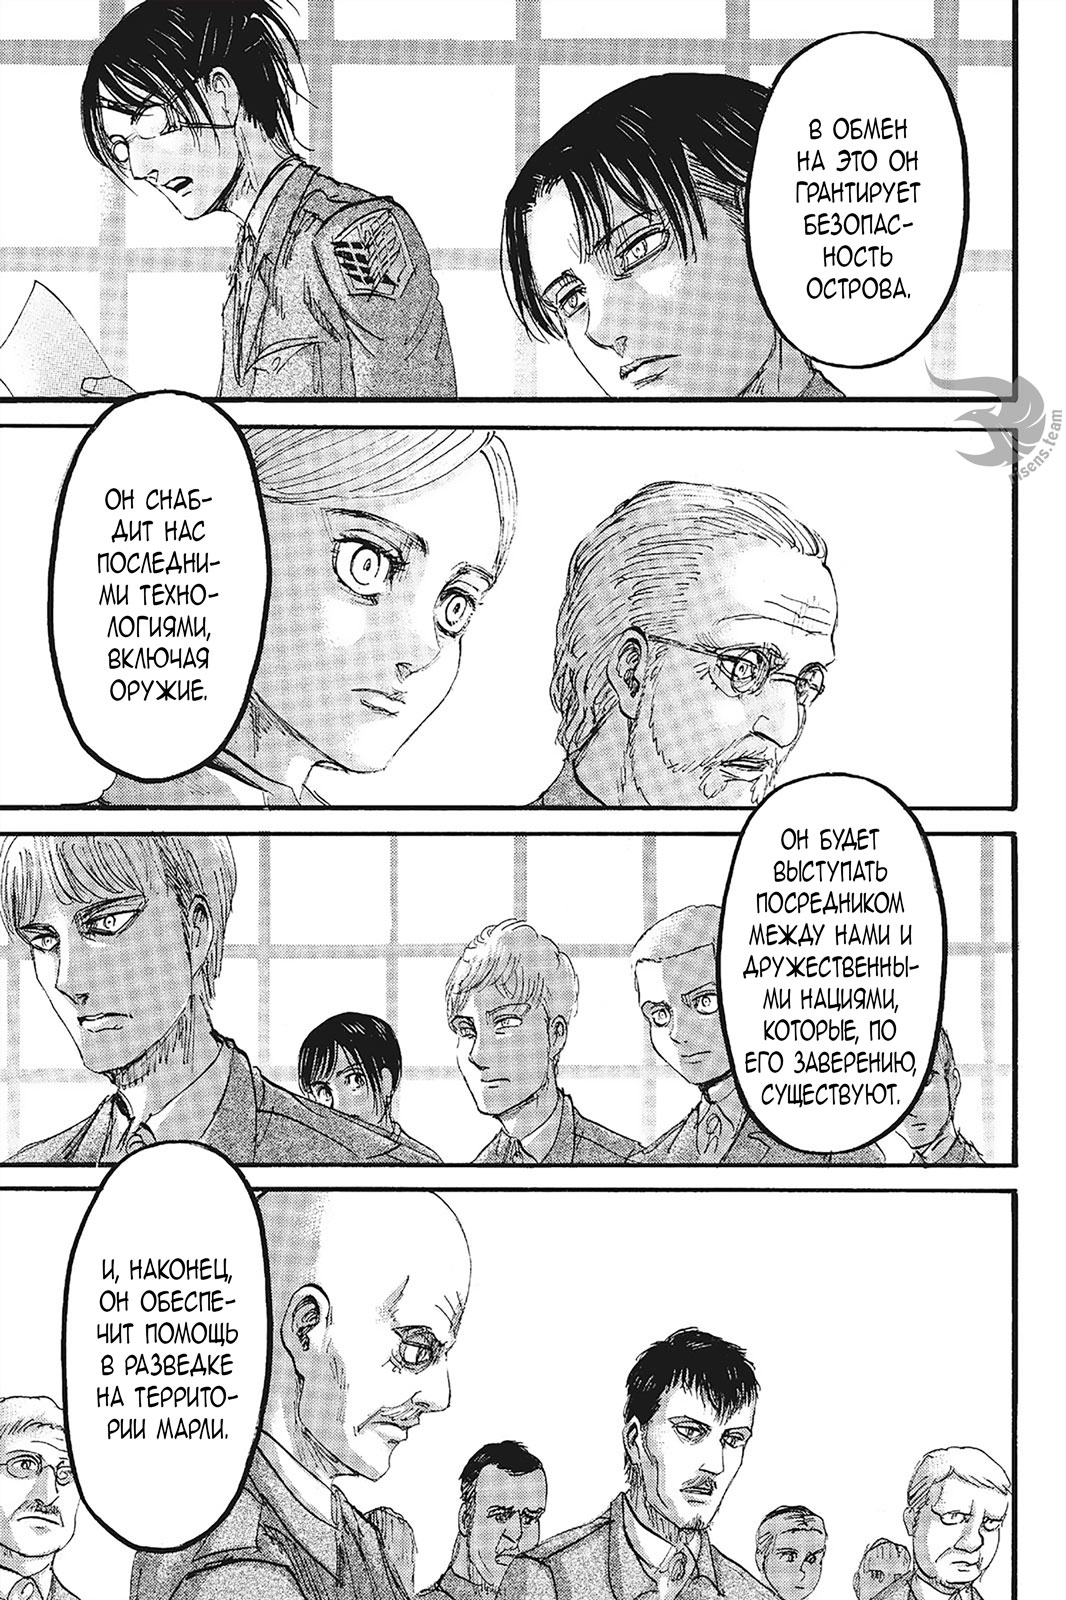 В ОБМЕН
НА ЭТО ОН
ГРАНТИРУЕТ
БЕЗОПАС-
НОСТЬ
ОСТРОВА.
risens.team
ОН СНАБ-
ДИТ НАС
ПОСЛЕДНИ-
МИ ТЕХНО-
ЛОГИЯМИ,
ВКЛЮЧАЯ
ОРУЖИЕ.
ОН БУДЕТ
ВЫСТУПАТЬ
ПОСРЕДНИКОМ
МЕЖДУ НАМИ И
ДРУЖЕСТВЕННЫ-
МИ НАЦИЯМИ,
КОТОРЫЕ, ПО
ЕГО ЗАВЕРЕНИЮ,
СУЩЕСТВУЮТ.
И, НАКОНЕЦ,
ОН ОБЕСПЕ-
ЧИТ ПОМОЩЬ
В РАЗВЕДКЕ
НА ТЕРРИТО-
РИИ МАРЛИ.